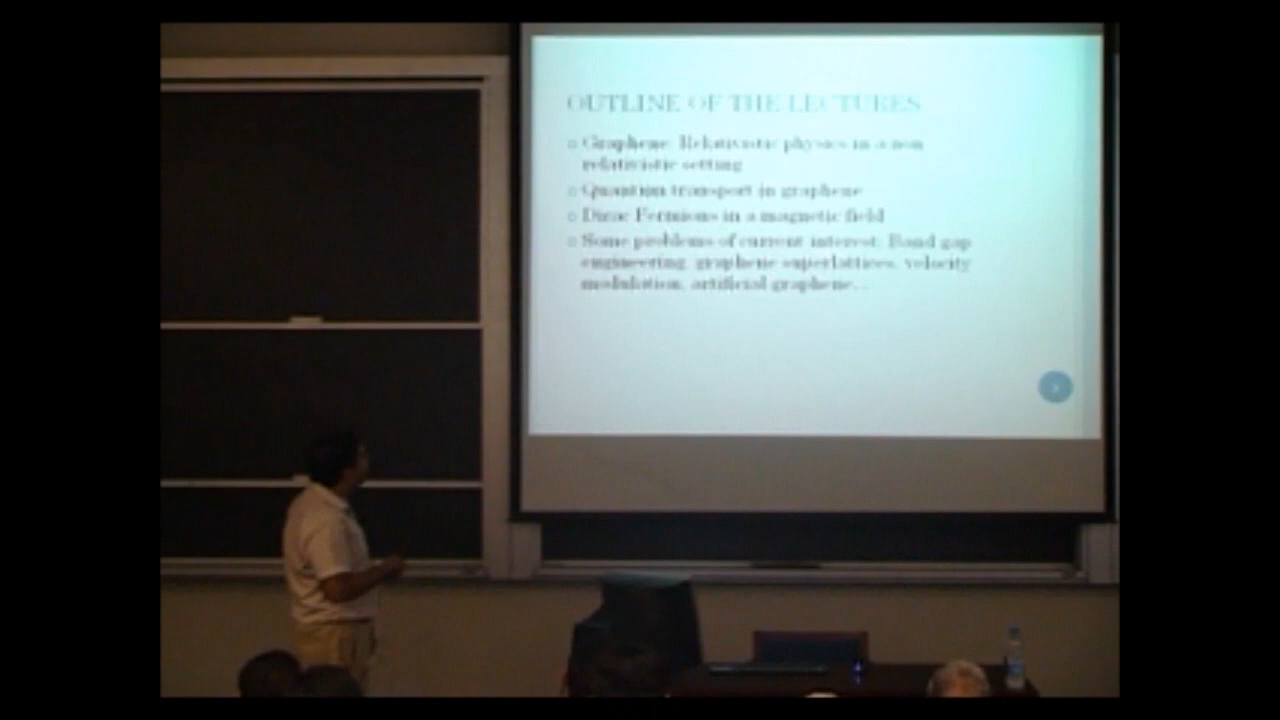 OUTLINE OF THE LECTURES
Graphene: Relativistic physics in a non
relativistic setting
Quantum transport in graphene
Dirac Fermions in a magnetic field
Some problems of current interest: Band gap
engineering, graphene superlattices, velocity
modulation, artificial graphene…